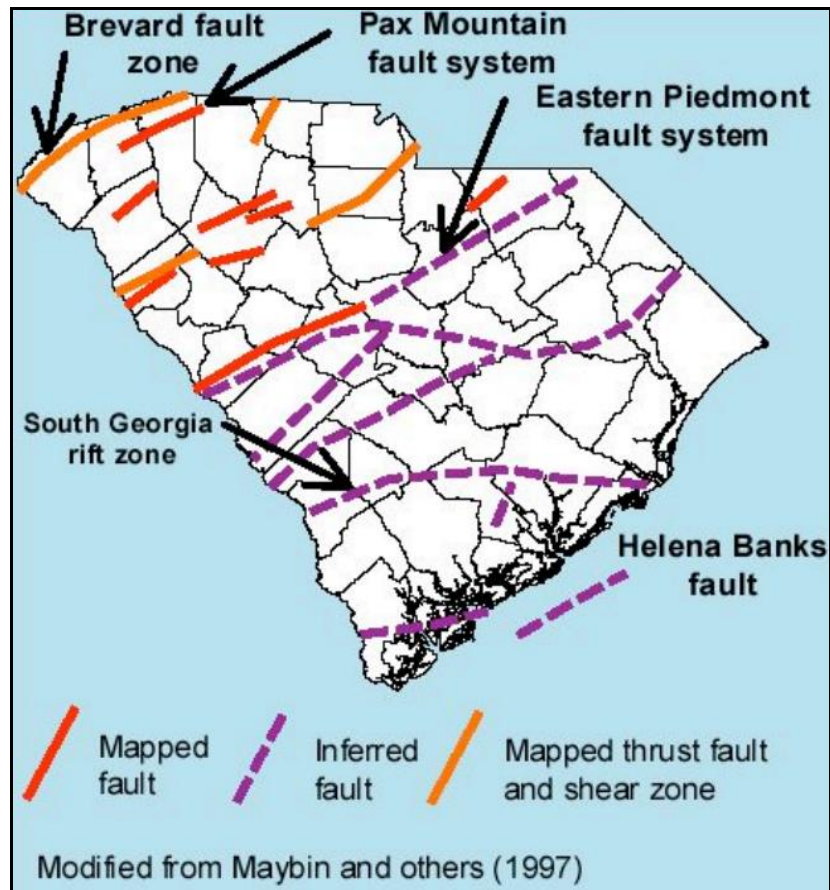 Brevard fault
zone
Pax Mountain
fault system
Eastern Piedmont
fault system
South Georgia
rift zone
Helena Banks
fault
Mapped
fault
Inferred
fault
Mapped thrust fault
and shear zone
Modified from Maybin and others (1997)